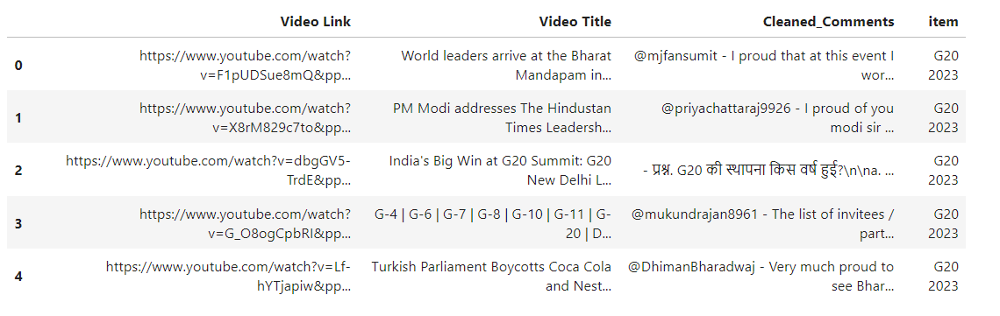 Video Link Video Title Cleaned_Comments item
0 https://www.youtube.com/watch? World leaders arrive at the Bharat @mjfansumit - I proud that at this event I G20
v=F1pUDSue8mQ&pp... Mandapam in... wor... 2023
1 https://www.youtube.com/watch? PM Modi addresses The Hindustan @priyachattaraj9926 - I proud of you G20
v=X8rM829c7to&pp... Times Leadersh... modi sir ... 2023
2 https://www.youtube.com/watch?v=dbgGV5- India's Big Win at G20 Summit: G20 - प्रश्न. G20 की स्थापना किस वर्ष हुई?\n\na. ... G20
TrdE&pp... New Delhi L... 2023
3 https://www.youtube.com/watch? G-4 | G-6 | G-7 | G-8 | G-10 | G-11 | G- @mukundrajan8961 - The list of invitees / G20
v=G_O8ogCpbRI&pp... 20 | D... part... 2023
4 https://www.youtube.com/watch?v=Lf- Turkish Parliament Boycotts Coca Cola @DhimanBharadwaj - Very much proud to G20
hYTjapiw&pp... and Nest... see Bhar... 2023